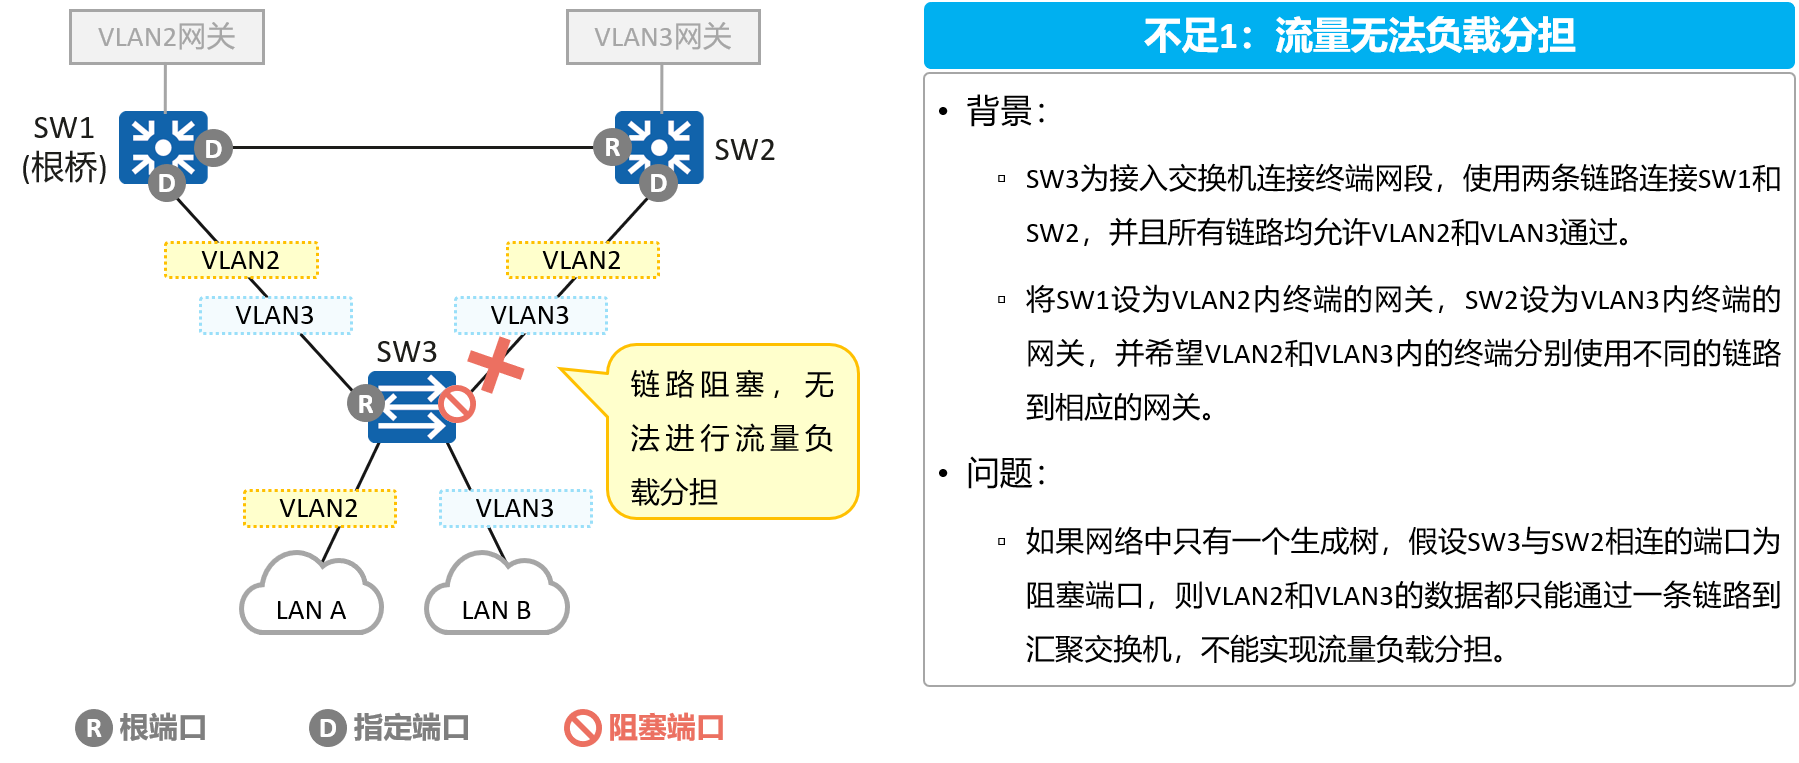 VLAN2网关
VLAN3网关
SW1
(根桥)
D
R
SW2
D
D
VLAN2
VLAN2
VLAN3
VLAN3
SW3
R
链路阻塞，无
法进行流量负
载分担
VLAN2
VLAN3
LAN A
LAN B
R 根端口
D 指定端口
阻塞端口
不足1：流量无法负载分担
• 背景：
▫ SW3为接入交换机连接终端网段，使用两条链路连接SW1和
SW2，并且所有链路均允许VLAN2和VLAN3通过。
▫ 将SW1设为VLAN2内终端的网关，SW2设为VLAN3内终端的
网关，并希望VLAN2和VLAN3内的终端分别使用不同的链路
到相应的网关。
• 问题：
▫ 如果网络中只有一个生成树，假设SW3与SW2相连的端口为
阻塞端口，则VLAN2和VLAN3的数据都只能通过一条链路到
汇聚交换机，不能实现流量负载分担。